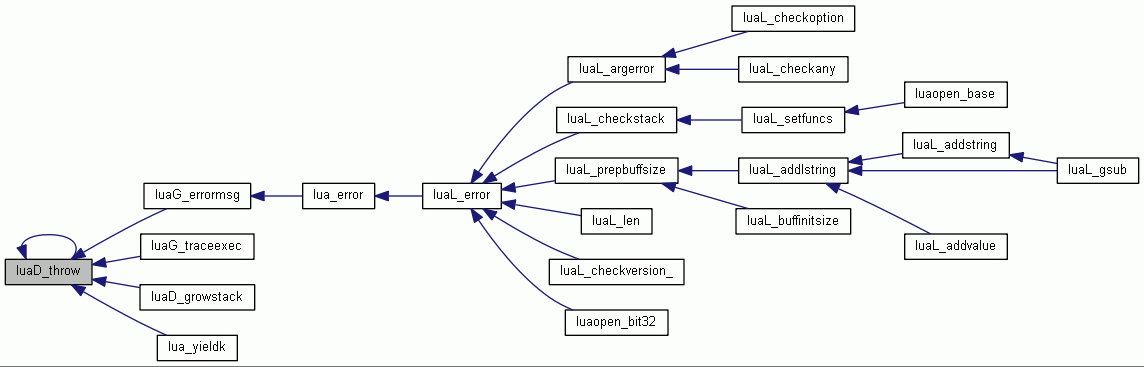 luaL_checkoption
luaL_argerror
luaL_checkany
luaopen_base
luaL_checkstack
luaL_setfuncs
luaL_addstring
luaL_prepbuffsize
luaL_addlstring
luaL_gsub
luaG_errormsg
lua_error
luaL_error
luaL_len
luaL_buffinitsize
luaG_traceexec
luaL_addvalue
luaD_throw
luaL_checkversion_
luaD_growstack
luaopen_bit32
lua_yieldk